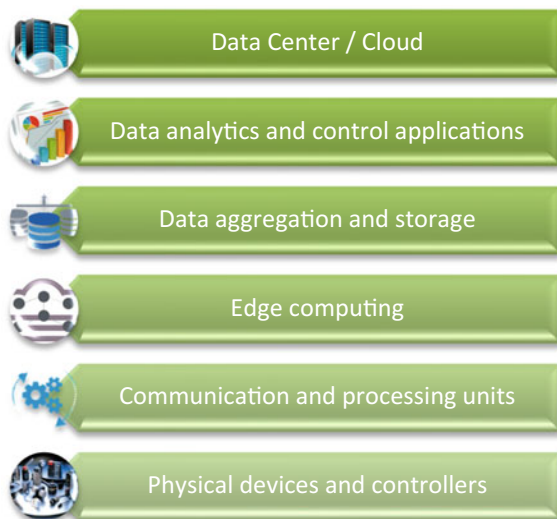 Data Center / Cloud
Data analytics and control applications
Data aggregation and storage
Edge computing
Communication and processing units
Physical devices and controllers